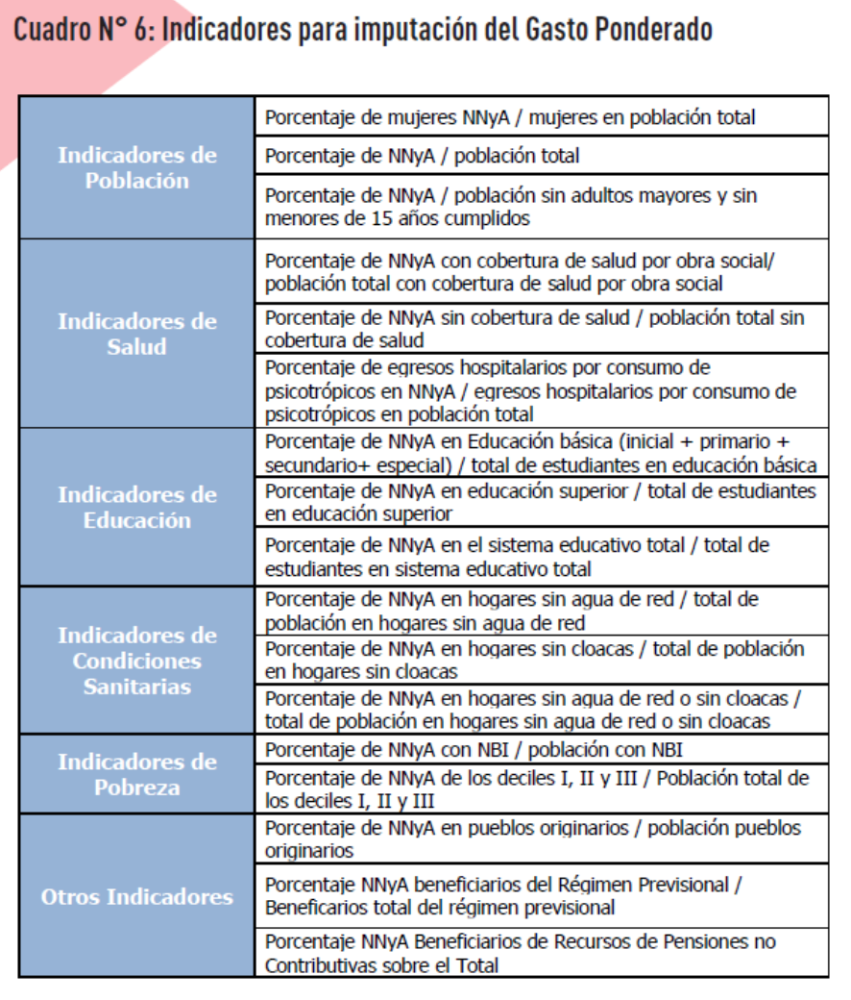 Cuadro N° 6: Indicadores para imputación del Gasto Ponderado
Indicadores de
Población
Porcentaje de mujeres NNyA / mujeres en población total
Porcentaje de NNyA / población total
Porcentaje de NNyA / población sin adultos mayores y sin
menores de 15 años cumplidos
Indicadores de
Salud
Porcentaje de NNyA con cobertura de salud por obra social/
población total con cobertura de salud por obra social
Porcentaje de NNyA sin cobertura de salud / población total sin
cobertura de salud
Porcentaje de egresos hospitalarios por consumo de
psicotrópicos en NNyA / egresos hospitalarios por consumo de
psicotrópicos en población total
Indicadores de
Educación
Porcentaje de NNyA en Educación básica (inicial + primario +
secundario+ especial) / total de estudiantes en educación básica
Porcentaje de NNyA en educación superior / total de estudiantes
en educación superior
Porcentaje de NNyA en el sistema educativo total / total de
estudiantes en sistema educativo total
Indicadores de
Condiciones
Sanitarias
Porcentaje de NNyA en hogares sin agua de red / total de
población en hogares sin agua de red
Porcentaje de NNyA en hogares sin cloacas / total de población
en hogares sin cloacas
Porcentaje de NNyA en hogares sin agua de red o sin cloacas /
total de población en hogares sin agua de red o sin cloacas
Indicadores de
Pobreza
Porcentaje de NNyA con NBI / población con NBI
Porcentaje de NNyA de los deciles I, II y III / Población total de
los deciles I, II y III
Otros Indicadores
Porcentaje de NNyA en pueblos originarios / población pueblos
originarios
Porcentaje NNyA beneficiarios del Régimen Previsional /
Beneficarios total del régimen previsional
Porcentaje NNyA Beneficiarios de Recursos de Pensiones no
Contributivas sobre el Total